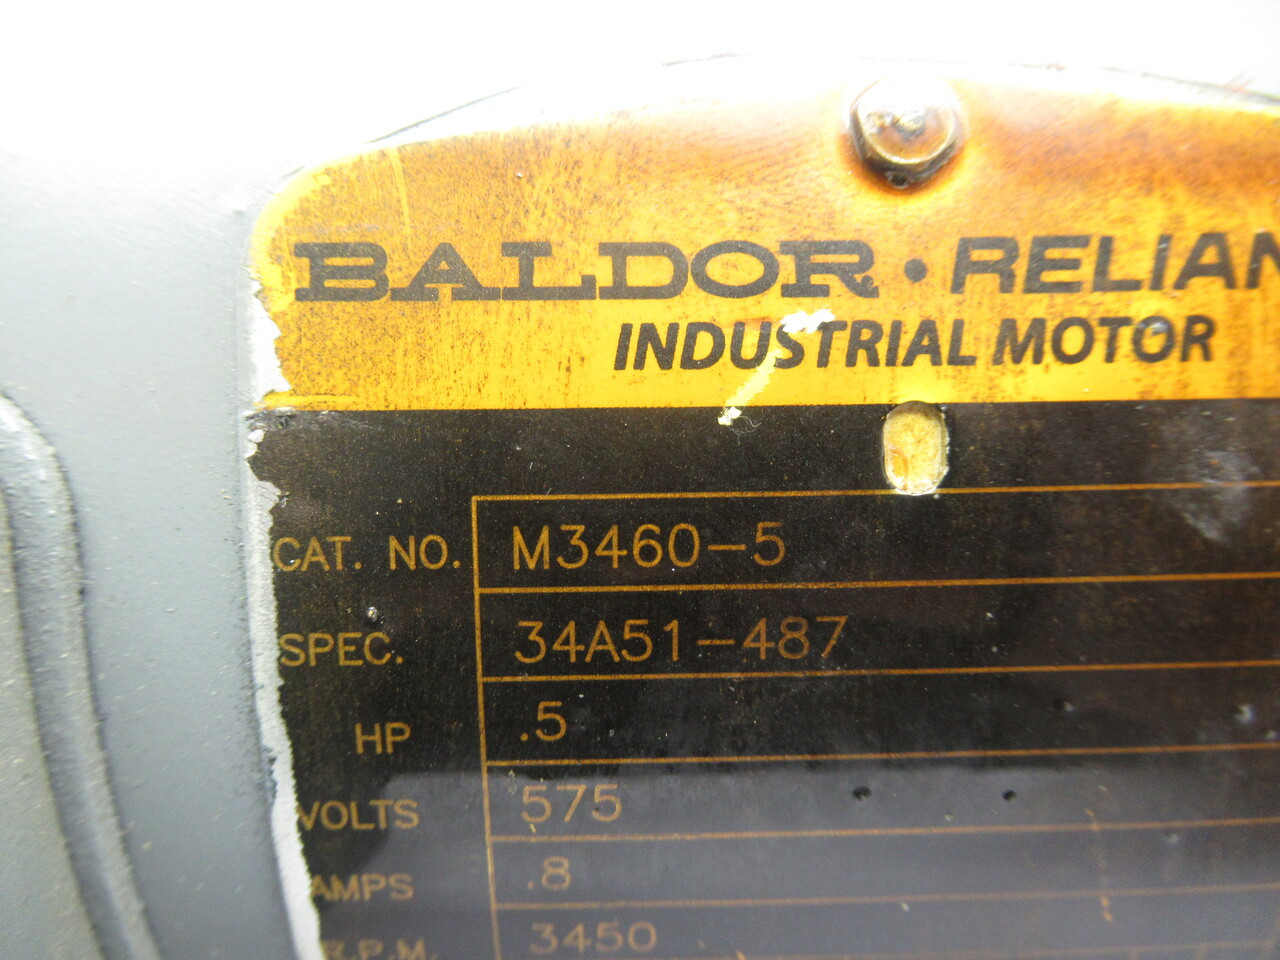 BALDOR • RELIAN
INDUSTRIAL MOTOR
CAT. NO. M3460-5
SPEC. 34A51-487
HP .5
VOLTS 575
AMPS .8
R.P.M. 3450